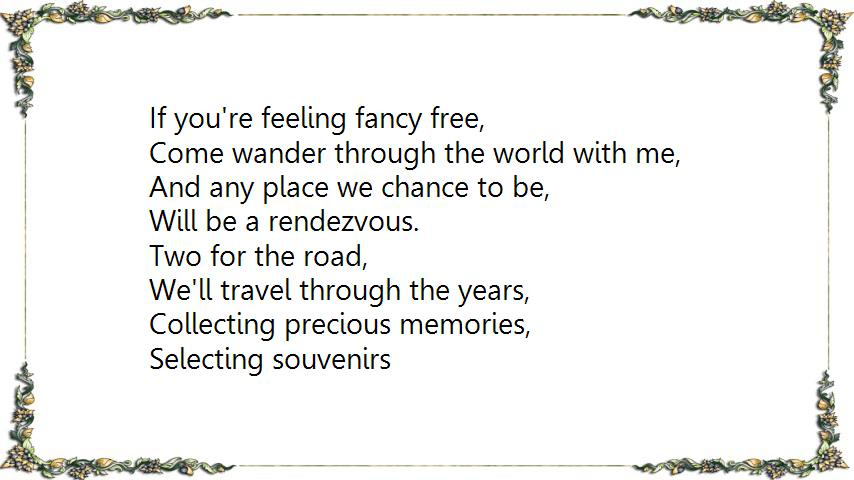 If you're feeling fancy free,
Come wander through the world with me,
And any place we chance to be,
Will be a rendezvous.
Two for the road,
We'll travel through the years,
Collecting precious memories,
Selecting souvenirs